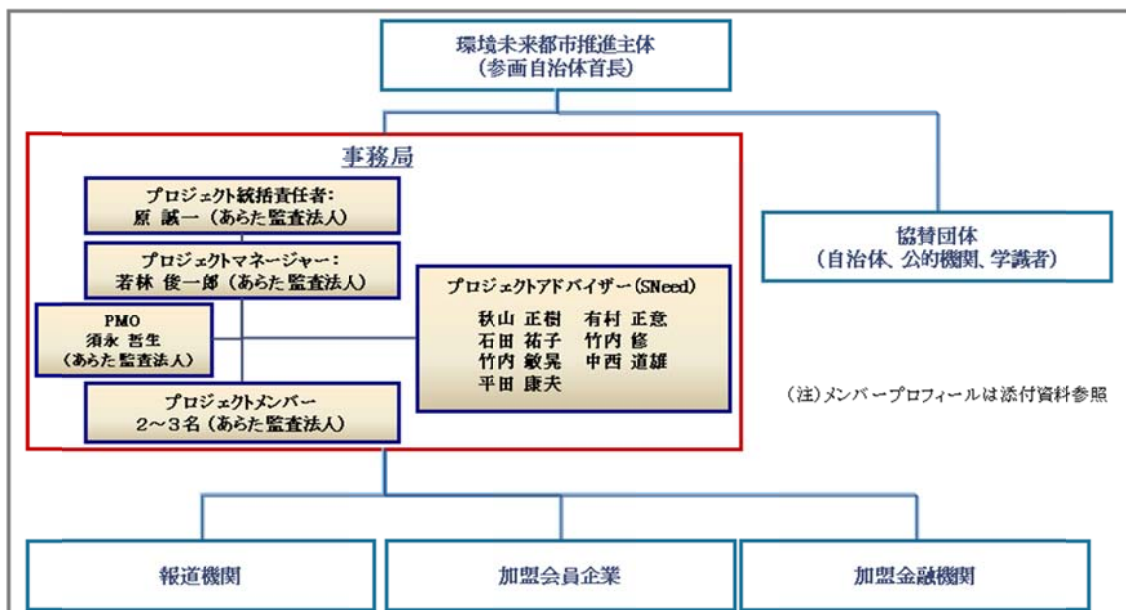 環境未来都市推進主体
(参画自治体首長)
事務局
プロジェクト統括責任者:
原 誠一 (あらた監査法人)
プロジェクトマネージャー:
若林 俊一郎 (あらた監査法人)
PMO
須永 哲生
(あらた監査法人)
プロジェクトメンバー
2~3名 (あらた監査法人)
プロジェクトアドバイザー(SNeed)
秋山 正樹 有村 正意
石田 祐子 竹内 修
竹内 敏晃 中西 道雄
平田 康夫
協賛団体
(自治体、公的機関、学識者)
(注)メンバープロフィールは添付資料参照
報道機関
加盟会員企業
加盟金融機関